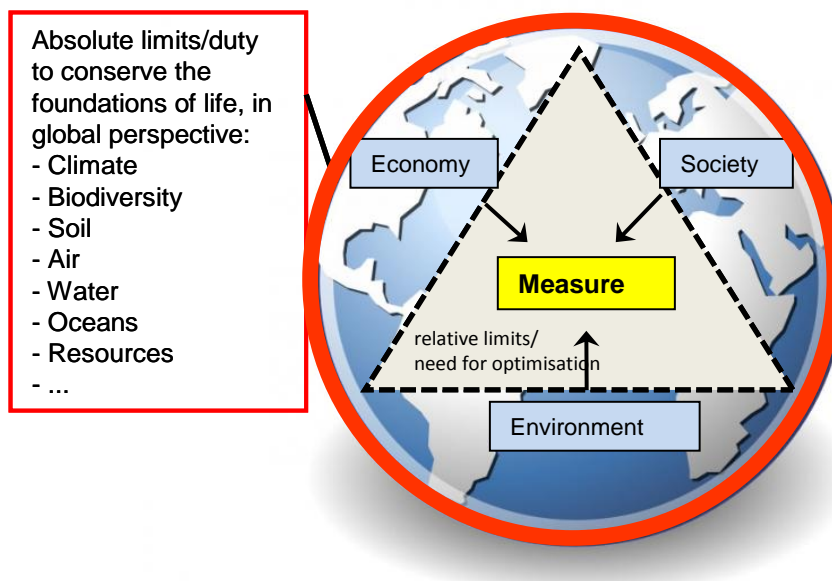 Absolute limits/duty
to conserve the
foundations of life, in
global perspective:
- Climate
- Biodiversity
- Soil
- Air
- Water
- Oceans
- Resources
- ...
Economy
Society
Measure
relative limits/
need for optimisation
Environment